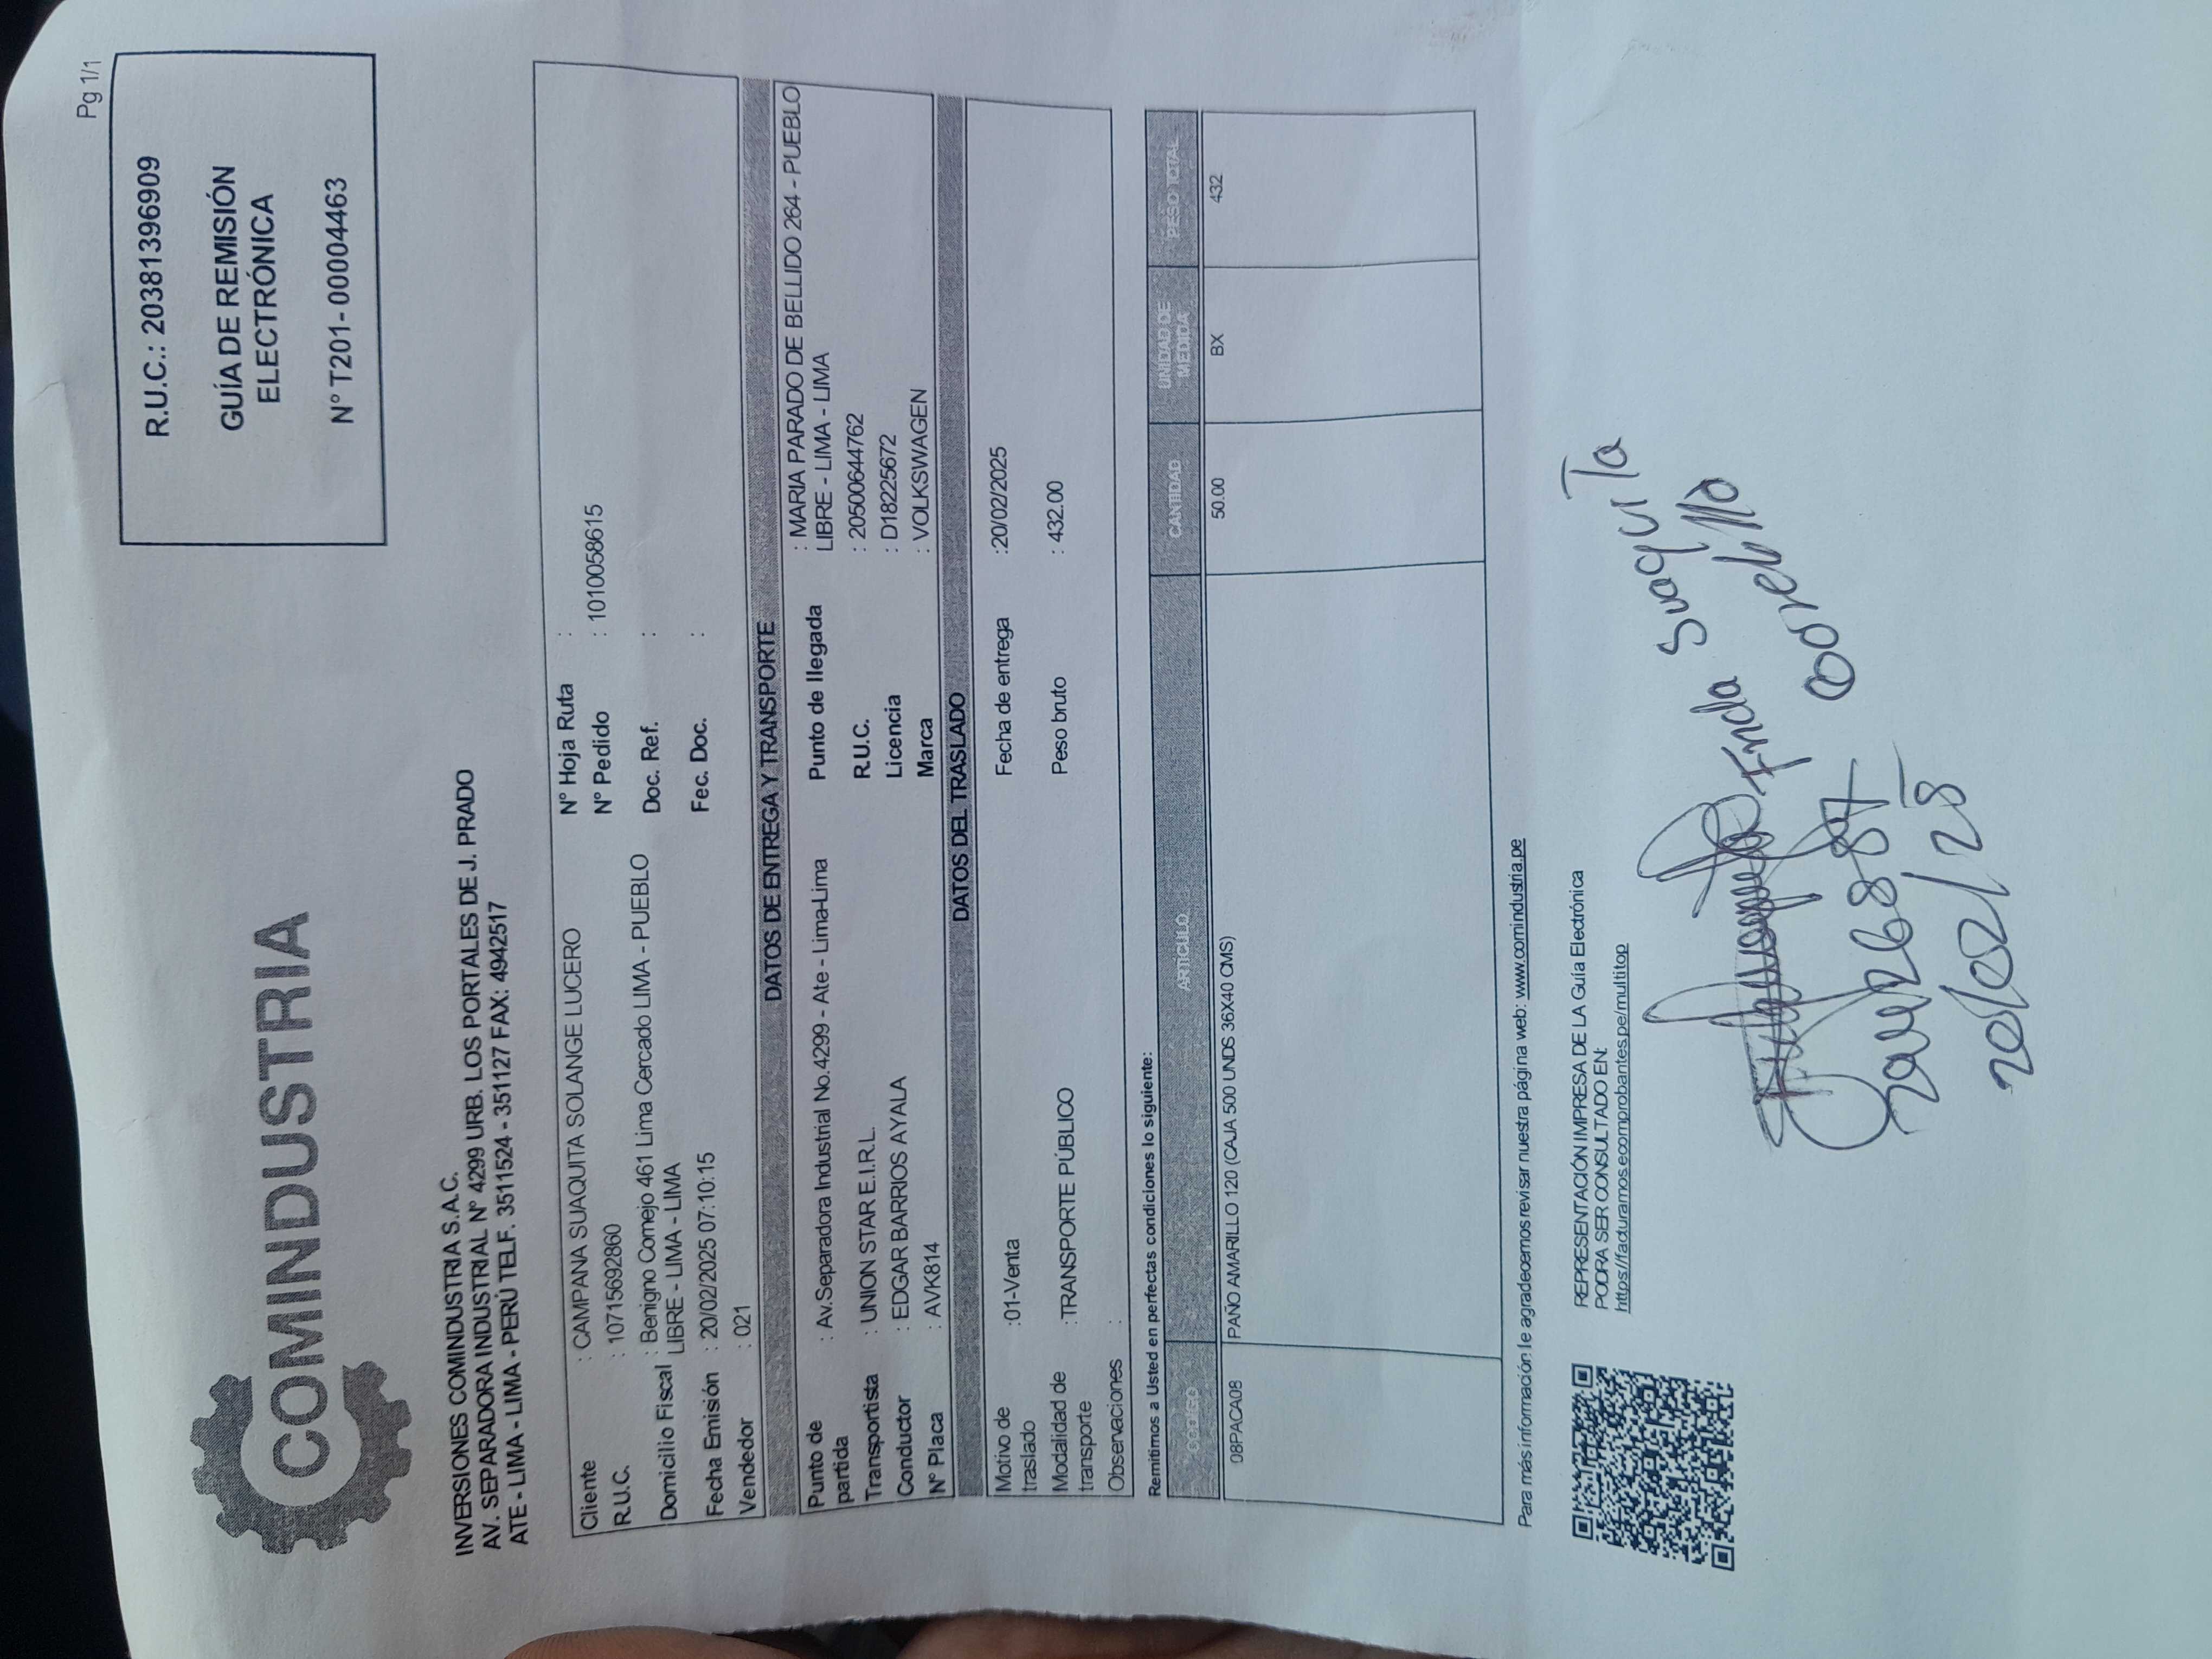 Pg 1/1
R.U.C.: 20381396909
GUÍA DE REMISIÓN
ELECTRÓNICA
N° T201- 00004463
COMINDUSTRIA
INVERSIONES COMINDUSTRIA S.A.C.
AV. SEPARADORA INDUSTRIAL N° 4299 URB. LOS PORTALES DE J. PRADO
ATE - LIMA - LIMA - PERÚ TELF. 3511524 - 351127 FAX: 4942517
Cliente : CAMPANA SUAQUITA SOLANGE LUCERO N° Hoja Ruta :
R.U.C. : 10715692860 N° Pedido : 1010058615
Domicilio Fiscal : Benigno Cornejo 461 Lima Cercado LIMA - PUEBLO Doc. Ref. :
LIBRE - LIMA - LIMA
Fecha Emisión : 20/02/2025 07:10:15 Fec. Doc. :
Vendedor : 021
DATOS DE ENTREGA Y TRANSPORTE
Punto de : Av.Separadora Industrial No.4299 - Ate - Lima-Lima Punto de llegada : MARIA PARADO DE BELLIDO 264 - PUEBLO
partida LIBRE - LIMA - LIMA
Transportista : UNION STAR E.I.R.L. R.U.C. : 20500644762
Conductor : EDGAR BARRIOS AYALA Licencia : D18225672
N° Placa : AVK814 Marca : VOLKSWAGEN
DATOS DEL TRASLADO
Motivo de :01-Venta Fecha de entrega :20/02/2025
traslado
Modalidad de :TRANSPORTE PÚBLICO Peso bruto : 432.00
transporte
Observaciones :
Remitimos a Usted en perfectas condiciones lo siguiente:
CODIGO ARTICULO CANTIDAD UNIDAD DE MEDIDA PESO TOTAL
08PACA08 PAÑO AMARILLO 120 (CAJA 500 UNDS 36X40 CMS) 50.00 BX 432
Para más información le agradecemos revisar nuestra página web: www.comindustria.pe
REPRESENTACIÓN IMPRESA DE LA Guía Electrónica
PODRA SER CONSULTADO EN:
https://facturamos.ecomprobantes.pe/multitop
Suaquita
20/02/25